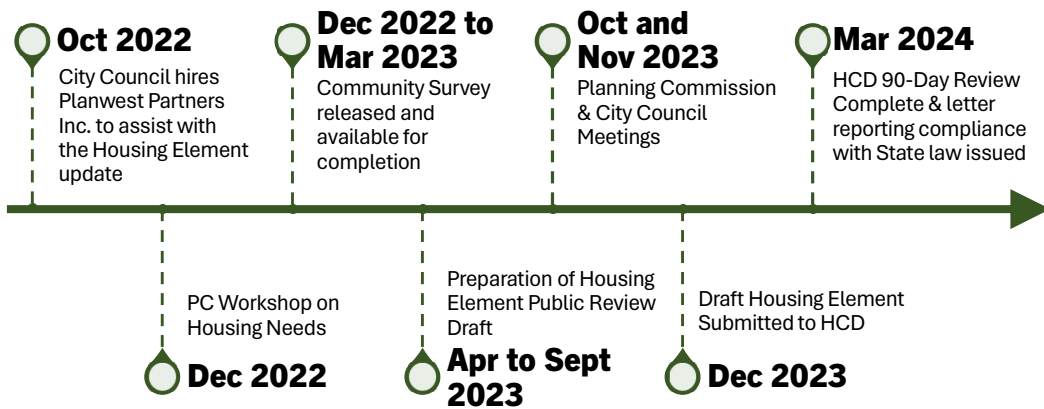 Oct 2022
City Council hires
Planwest Partners
Inc. to assist with
the Housing Element
update
Dec 2022 to
Mar 2023
Community Survey
released and
available for
completion
Oct and
Nov 2023
Planning Commission
& City Council
Meetings
Mar 2024
HCD 90-Day Review
Complete & letter
reporting compliance
with State law issued
PC Workshop on
Housing Needs
Dec 2022
Preparation of Housing
Element Public Review
Draft
Apr to Sept
2023
Draft Housing Element
Submitted to HCD
Dec 2023